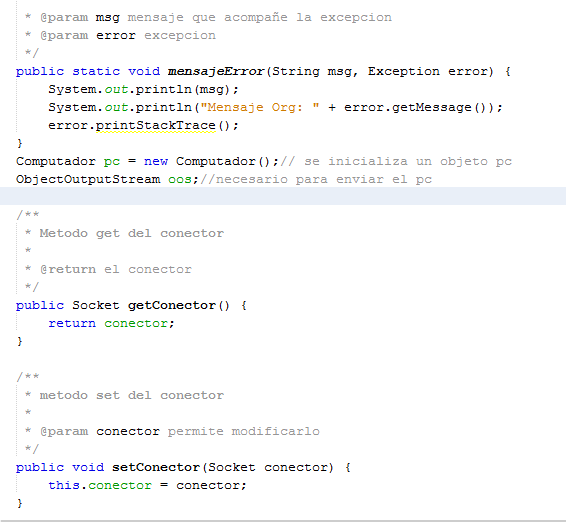 * @param msg mensaje que acompañe la excepcion
* @param error excepcion
*/
public static void mensajeError(String msg, Exception error) {
System.out.println(msg);
System.out.println("Mensaje Org: " + error.getMessage());
error.printStackTrace();
}
Computador pc = new Computador();// se inicializa un objeto pc
ObjectOutputStream oos;//necesario para enviar el pc
/**
* Metodo get del conector
*
* @return el conector
*/
public Socket getConector() {
return conector;
}
/**
* metodo set del conector
*
* @param conector permite modificarlo
*/
public void setConector(Socket conector) {
this.conector = conector;
}